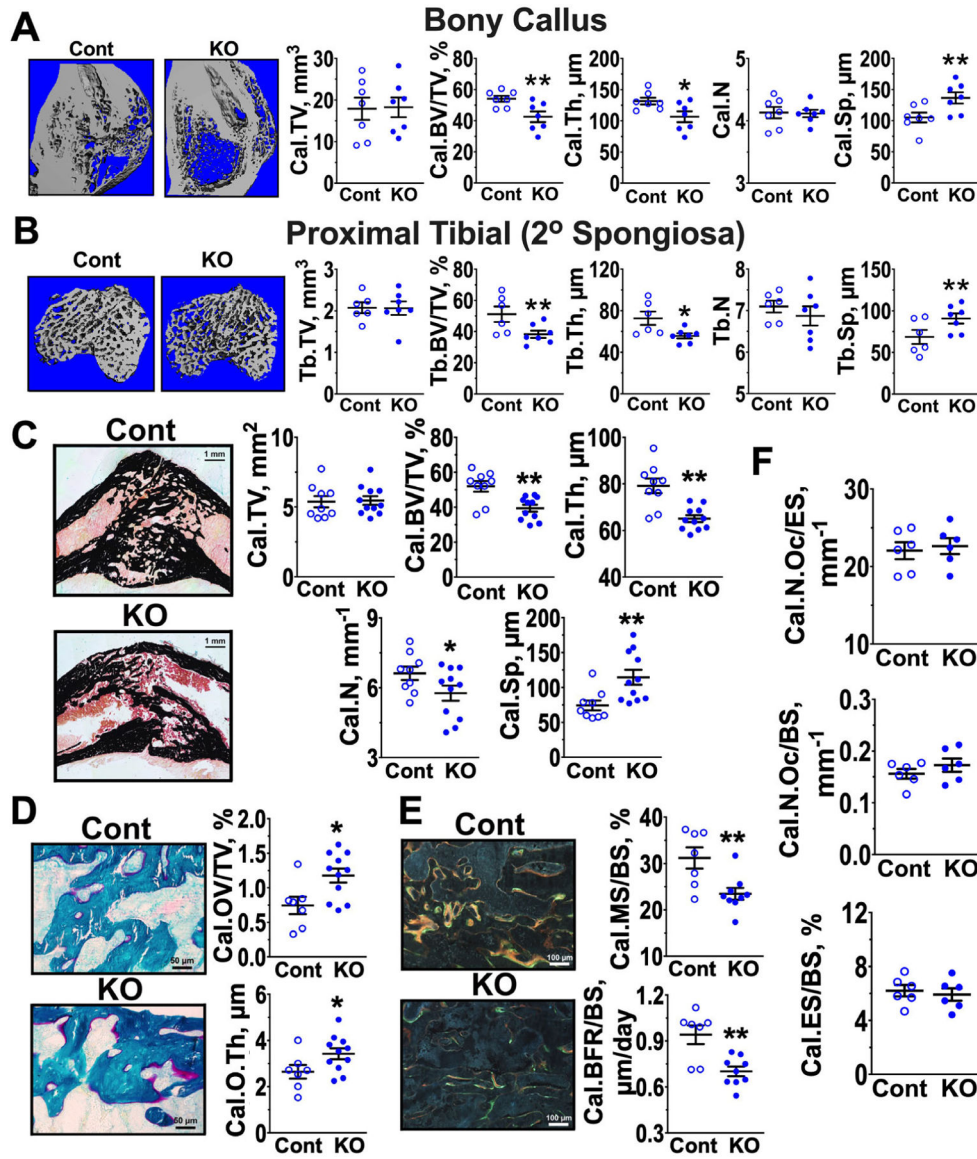 A
Bony Callus
Cont
KO
Cal.TV, mm3
30
20
10
0
Cont KO
Cal.BV/TV, %
80
60
40
20
0
**
Cont KO
Cal.Th, µm
200
150
100
50
0
*
Cont KO
Cal.N
5
4
3
Cont KO
Cal.Sp, µm
200
150
100
50
0
**
Cont KO
B
Proximal Tibial (2º Spongiosa)
Cont
KO
Tb.TV, mm3
3
2
1
0
Cont KO
Tb.BV/TV, %
80
60
40
20
0
**
Cont KO
Tb.Th, µm
120
80
40
0
*
Cont KO
Tb.N
8
7
6
Cont KO
Tb.Sp, µm
150
100
50
0
**
Cont KO
C
Cont
1 mm
KO
1 mm
Cal.TV, mm2
10
5
0
Cont KO
Cal.BV/TV, %
80
60
40
20
0
**
Cont KO
Cal.Th, µm
100
80
60
40
**
Cont KO
Cal.N, mm-1
9
6
3
*
Cont KO
Cal.Sp, µm
200
150
100
50
0
**
Cont KO
D
Cont
50 µm
KO
50 µm
Cal.OV/TV, %
2.0
1.5
1.0
0.5
0.0
*
Cont KO
Cal.O.Th, µm
6
4
2
0
*
Cont KO
E
Cont
100 µm
KO
100 µm
Cal.MS/BS, %
40
30
20
10
**
Cont KO
Cal.BFR/BS,
µm/day
1.2
0.9
0.6
0.3
**
Cont KO
F
Cal.N.Oc/ES,
mm-1
30
20
10
Cont KO
Cal.N.Oc/BS,
mm-1
0.3
0.2
0.1
0.0
Cont KO
Cal.ES/BS, %
12
9
6
3
0
Cont KO